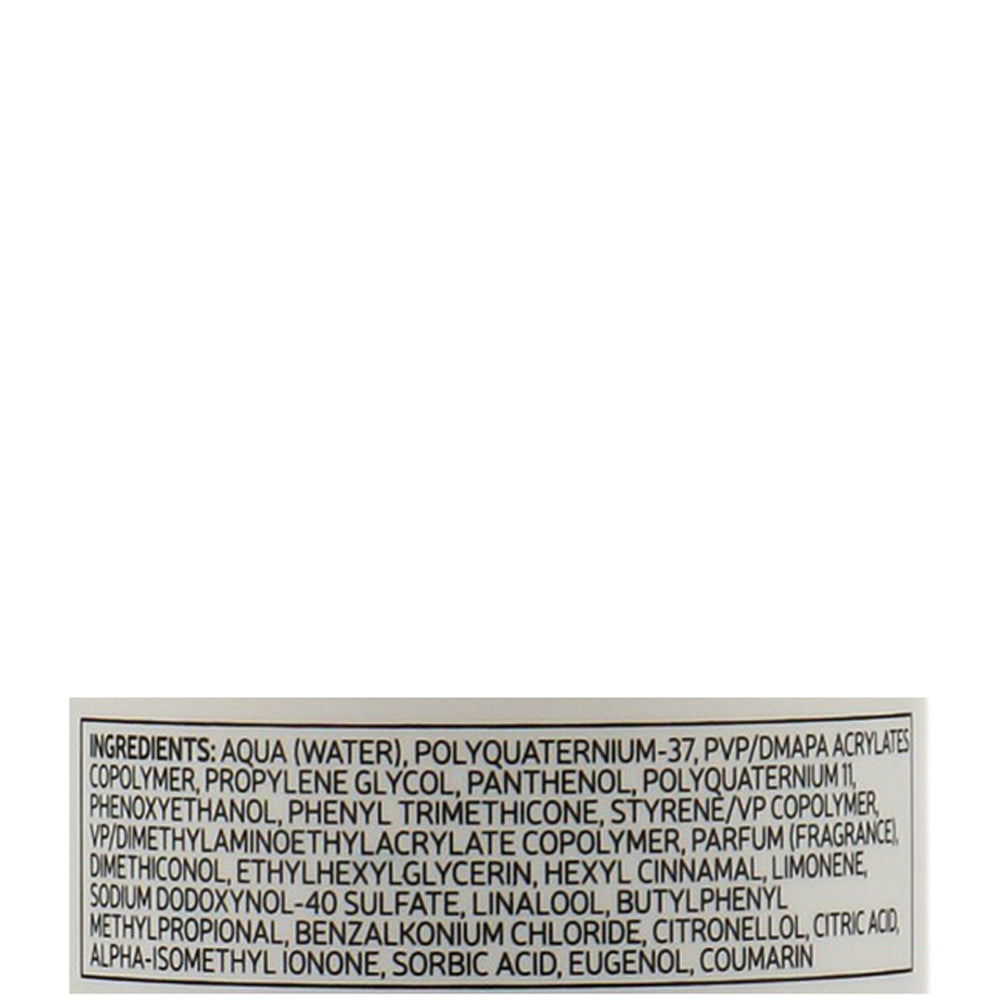 INGREDIENTS: AQUA (WATER), POLYQUATERNIUM-37, PVP/DMAPA ACRYLATES
COPOLYMER, PROPYLENE GLYCOL, PANTHENOL, POLYQUATERNIUM 11,
PHENOXYETHANOL, PHENYL TRIMETHICONE, STYRENE/VP COPOLYMER,
VP/DIMETHYLAMINOETHYLACRYLATE COPOLYMER, PARFUM (FRAGRANCE),
DIMETHICONOL, ETHYLHEXYLGLYCERIN, HEXYL CINNAMAL, LIMONENE,
SODIUM DODOXYNOL-40 SULFATE, LINALOOL, BUTYLPHENYL
METHYLPROPIONAL, BENZALKONIUM CHLORIDE, CITRONELLOL, CITRIC ACID,
ALPHA-ISOMETHYL IONONE, SORBIC ACID, EUGENOL, COUMARIN